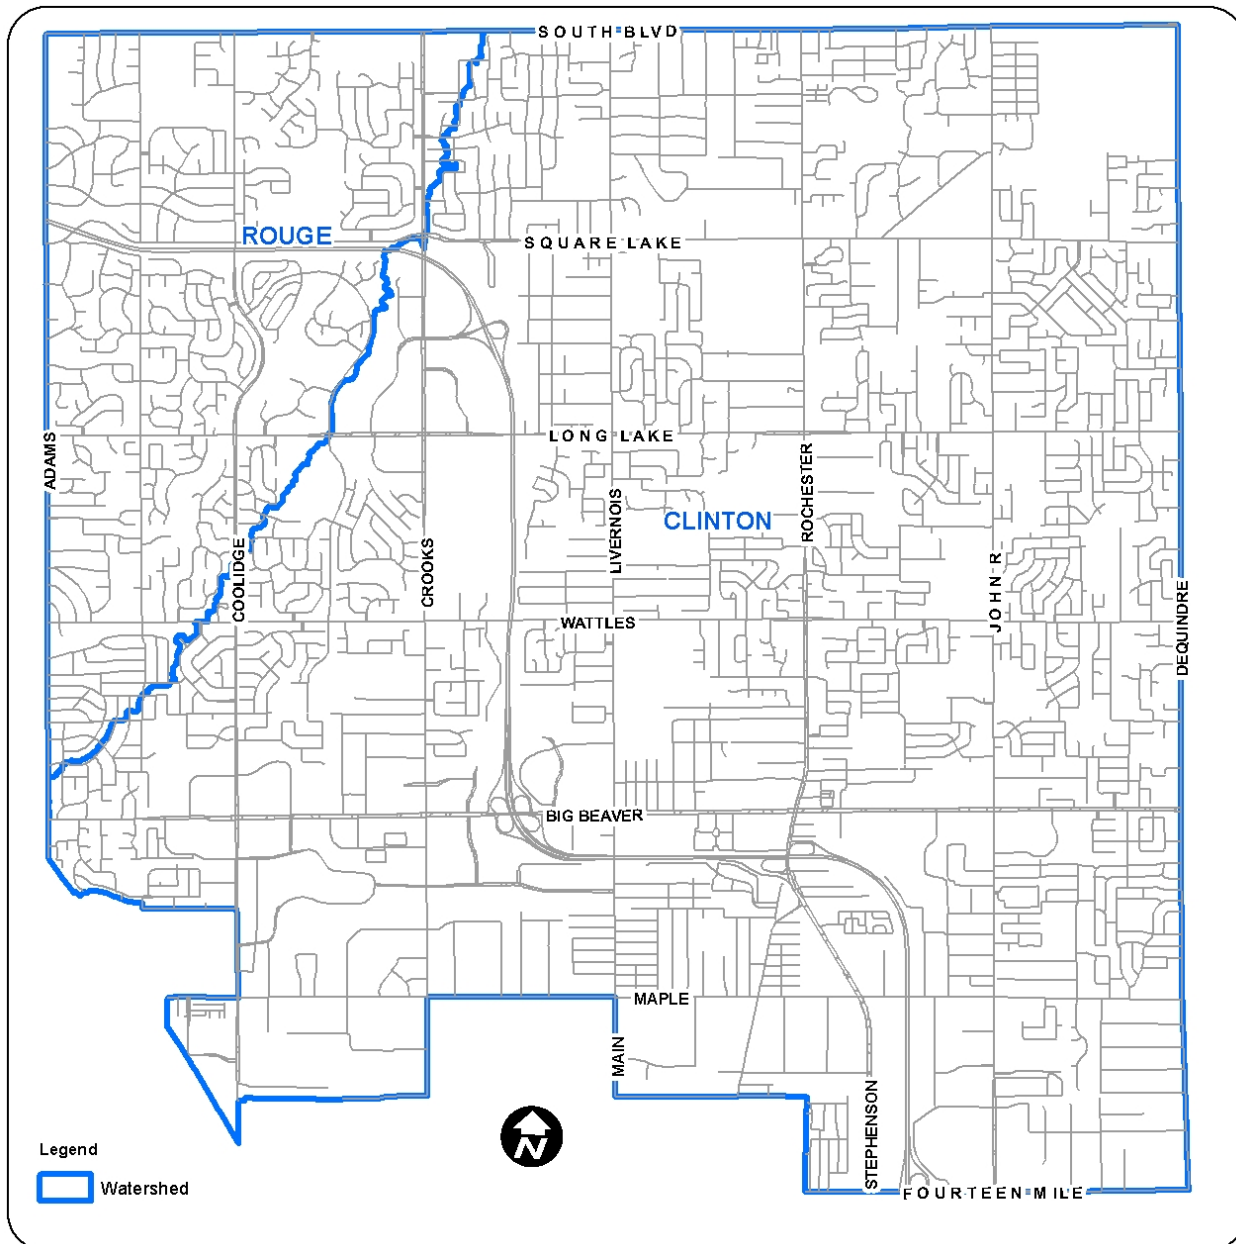 SOUTH BLVD
ROUGE
SQUARE LAKE
ADAMS
LONG LAKE
ROCHESTER
LIVERNOIS
CLINTON
COOLIDGE
CROOKS
JOHN R
WATTLES
DEQUINDRE
BIG BEAVER
MAPLE
MAIN
STEPHENSON
N
Legend
Watershed
FOURTEEN MILE